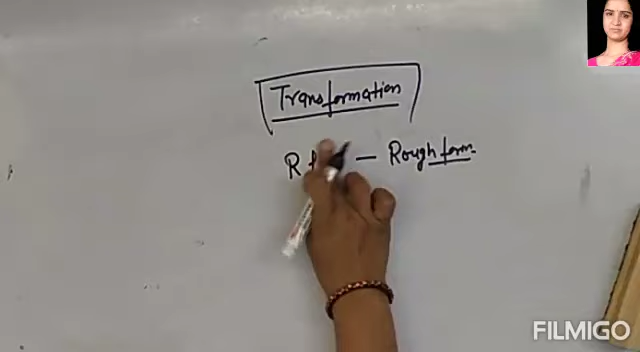 Transformation
R — Rough form.
FILMIGO